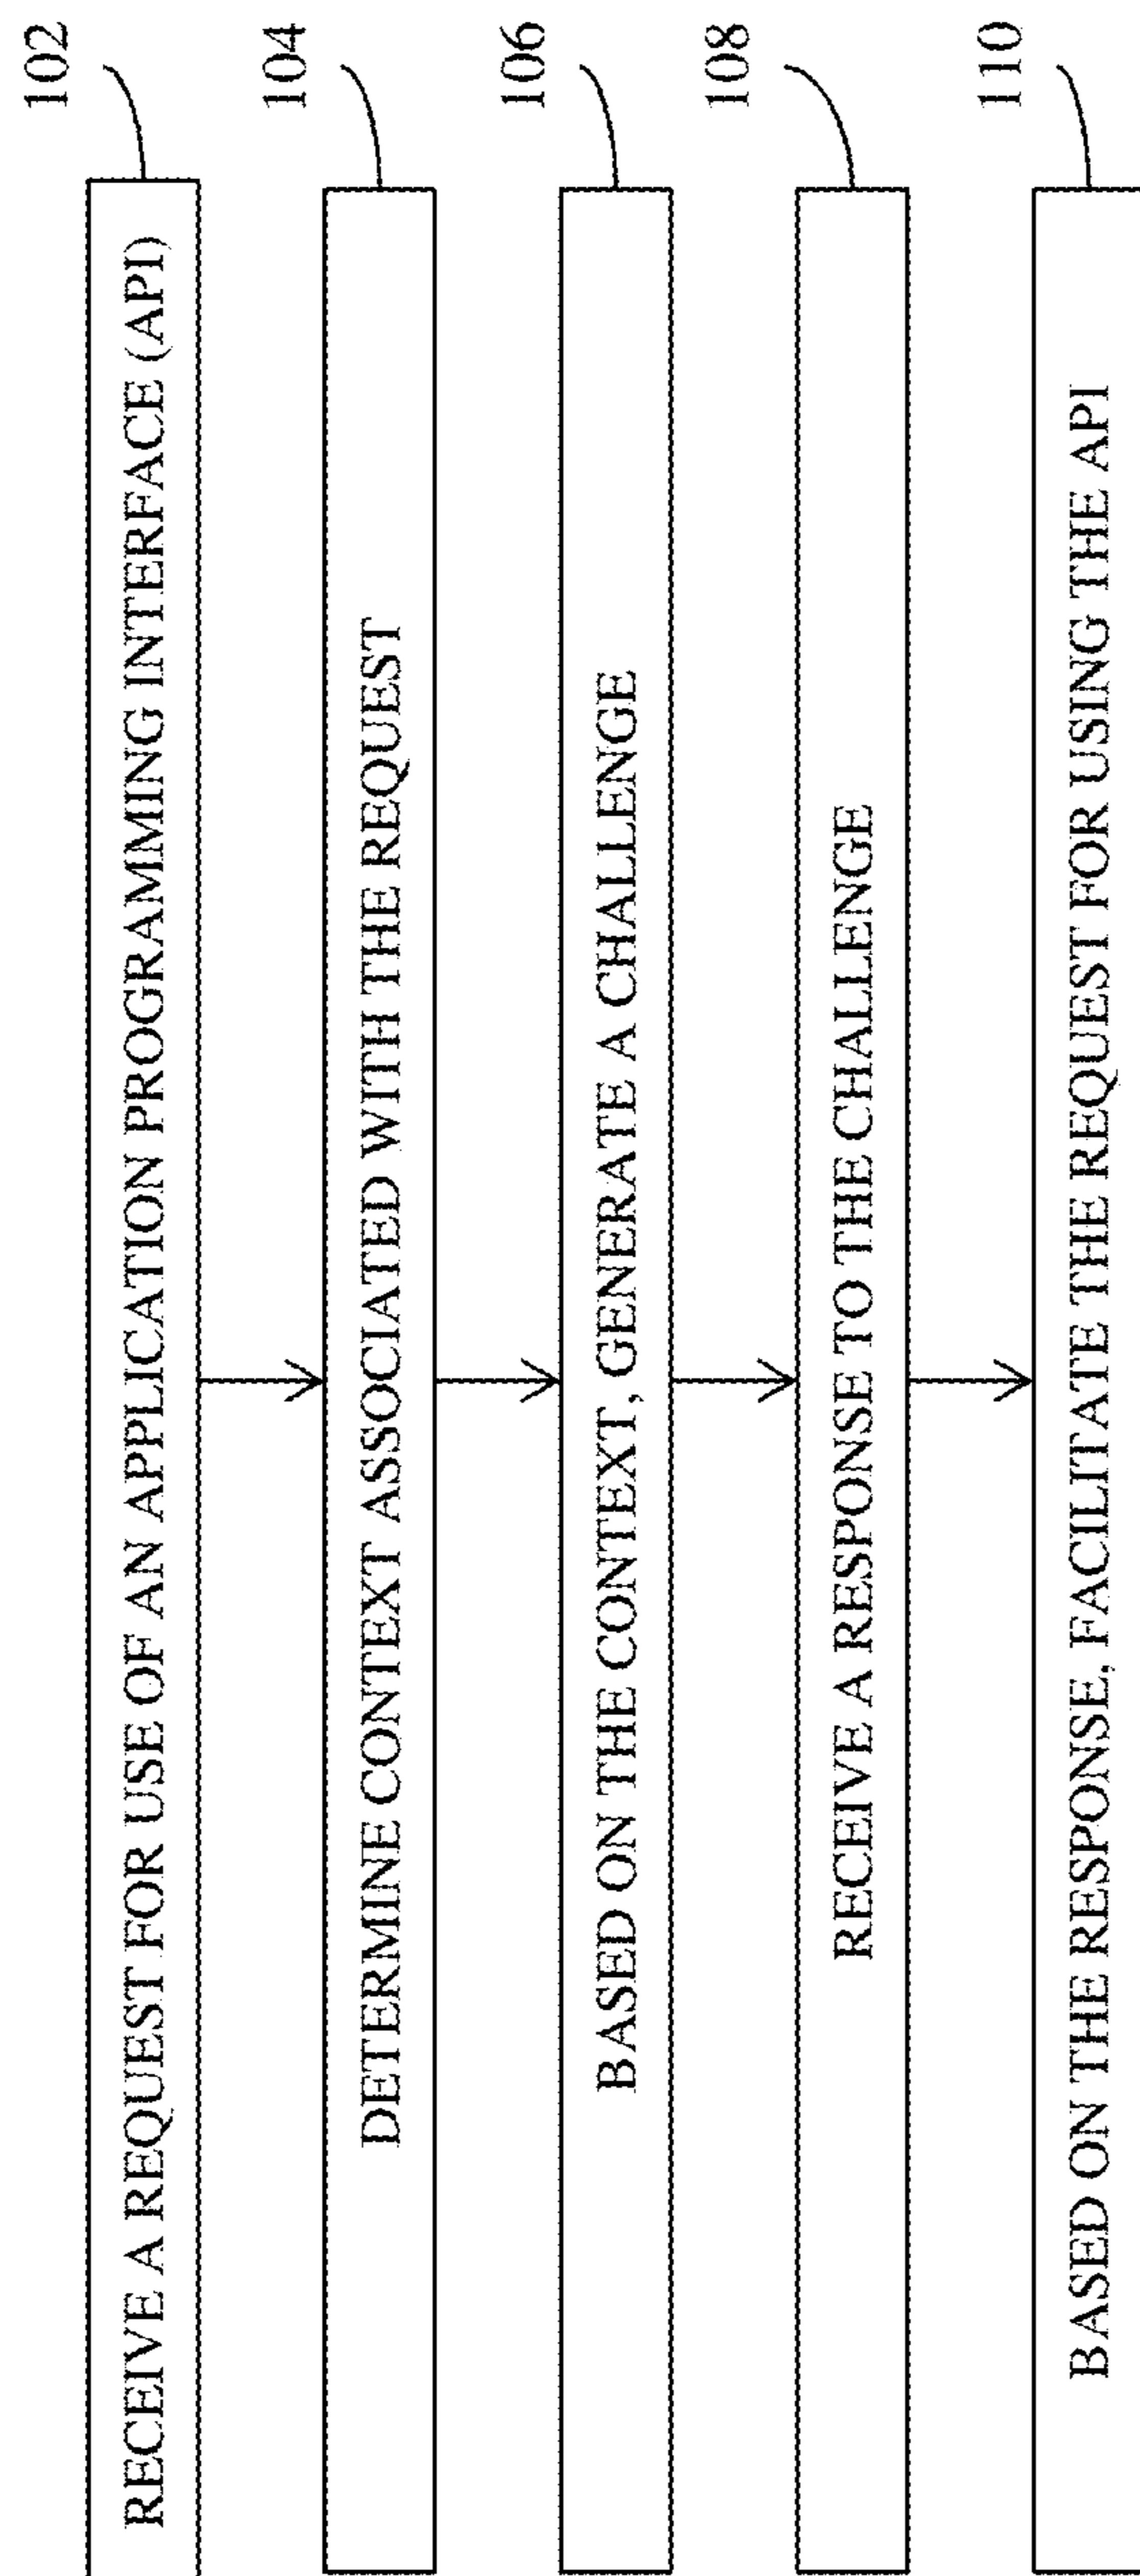 102
RECEIVE A REQUEST FOR USE OF AN APPLICATION PROGRAMMING INTERFACE (API)
104
DETERMINE CONTEXT ASSOCIATED WITH THE REQUEST
106
BASED ON THE CONTEXT, GENERATE A CHALLENGE
108
RECEIVE A RESPONSE TO THE CHALLENGE
110
BASED ON THE RESPONSE, FACILITATE THE REQUEST FOR USING THE API